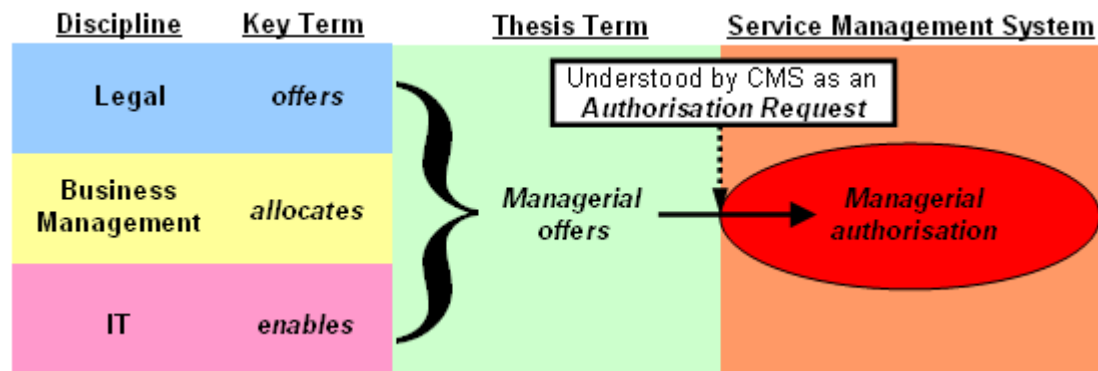 Discipline Key Term Thesis Term Service Management System
Understood by CMS as an
Authorisation Request
Legal offers
Business
Management allocates
Managerial
offers
Managerial
authorisation
IT enables